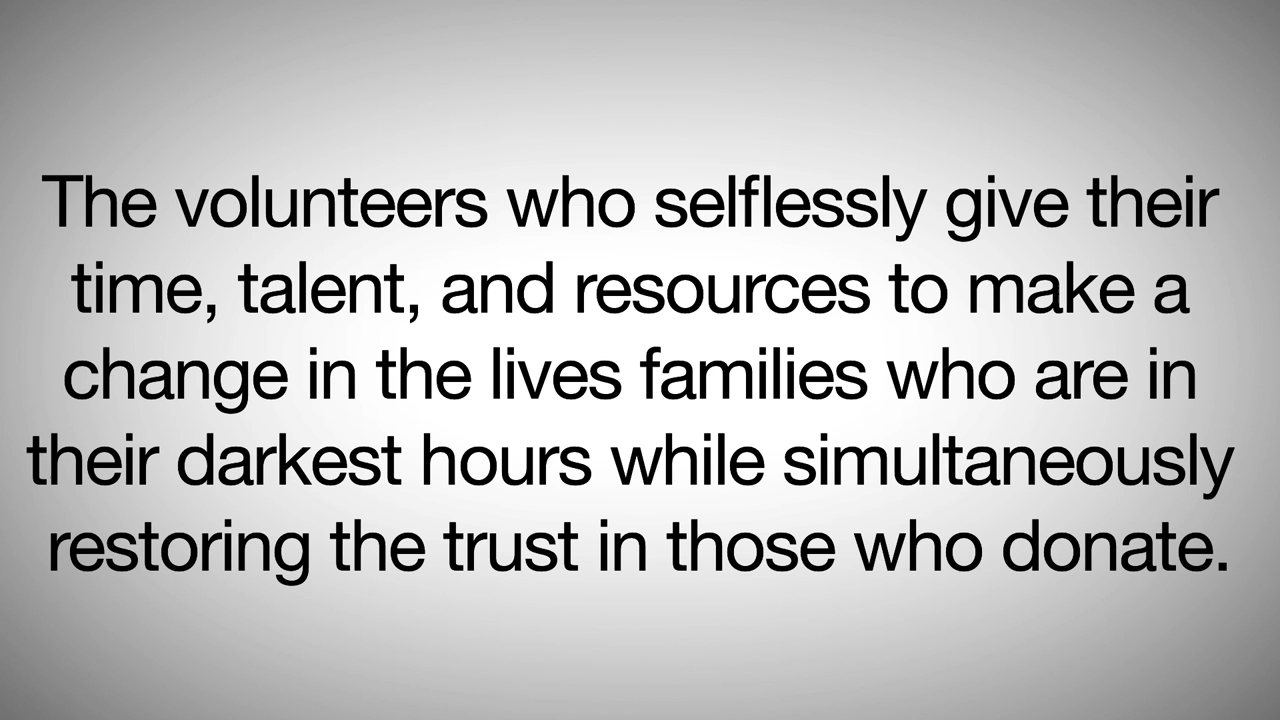 The volunteers who selflessly give their
time, talent, and resources to make a
change in the lives families who are in
their darkest hours while simultaneously
restoring the trust in those who donate.